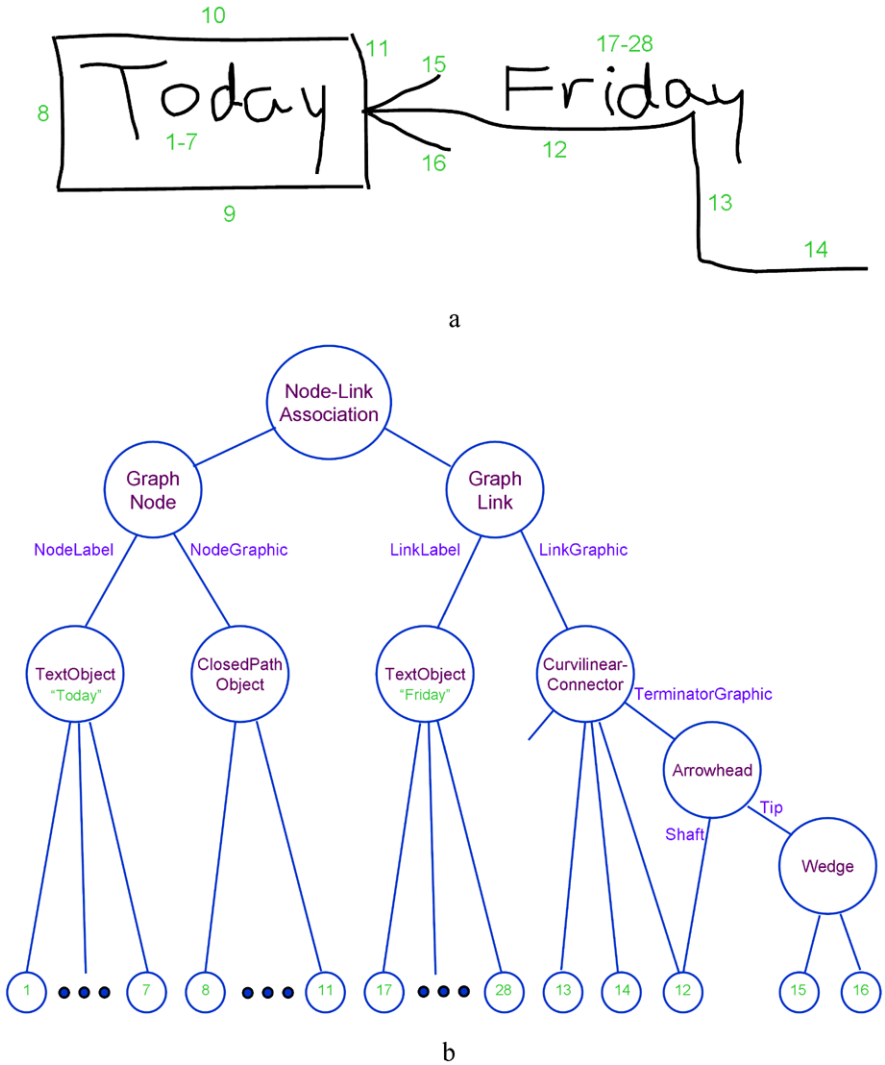 10
11
17-28
15
8
Today
Friday
1-7
16
12
13
9
14
a
Node-Link
Association
Graph
Node
Graph
Link
NodeLabel
NodeGraphic
LinkLabel
LinkGraphic
TextObject
"Today"
ClosedPath
Object
TextObject
"Friday"
Curvilinear-
Connector
TerminatorGraphic
Arrowhead
Tip
Shaft
Wedge
1 7 8 11 17 28 13 14 12 15 16
b